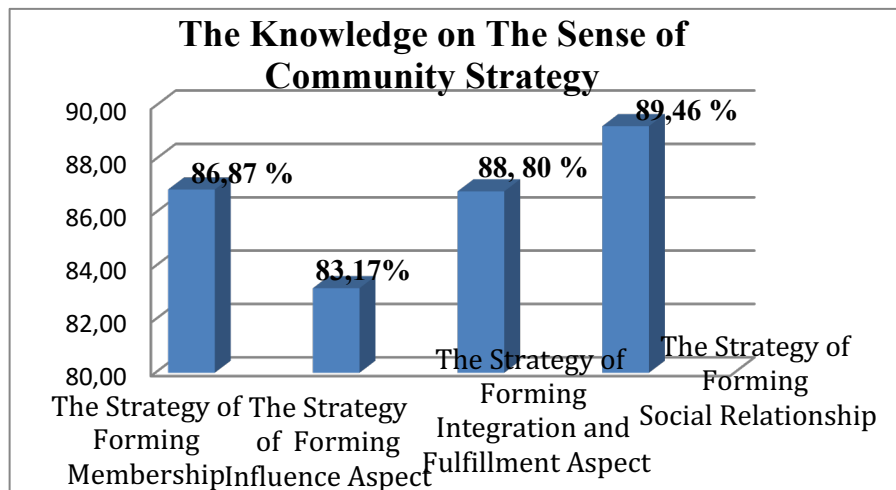 The Knowledge on The Sense of
Community Strategy
90,00
88,00
86,00
84,00
82,00
80,00
86,87 %
83,17%
88, 80 %
89,46 %
The Strategy of
Forming
Membership
The Strategy
of Forming
Influence Aspect
The Strategy of
Forming
Integration and
Fulfillment Aspect
The Strategy of
Forming
Social Relationship